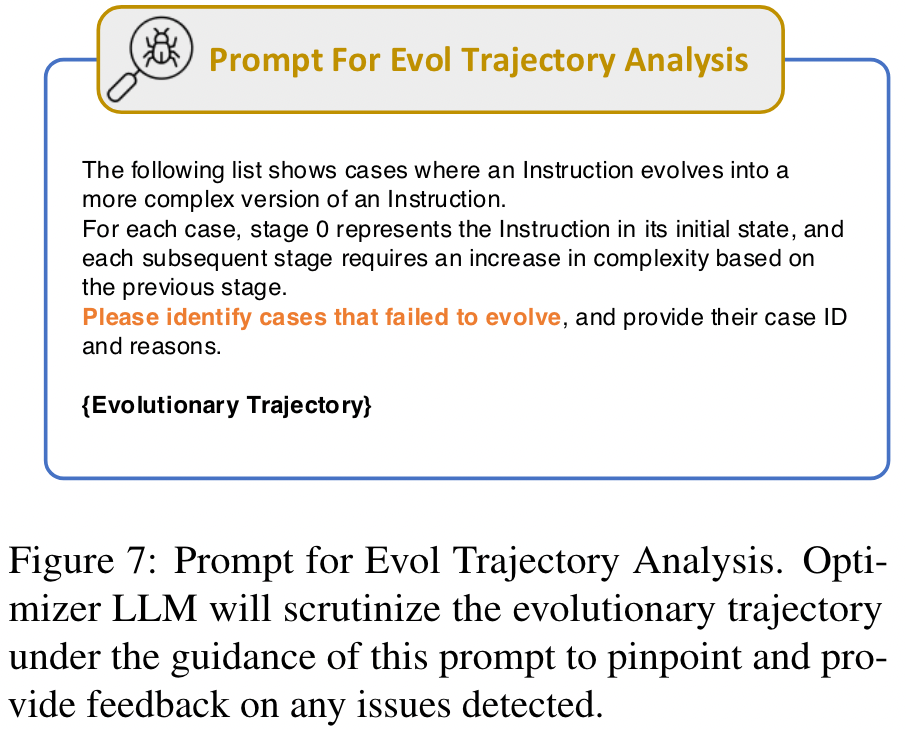 Prompt For Evol Trajectory Analysis
The following list shows cases where an Instruction evolves into a
more complex version of an Instruction.
For each case, stage 0 represents the Instruction in its initial state, and
each subsequent stage requires an increase in complexity based on
the previous stage.
Please identify cases that failed to evolve, and provide their case ID
and reasons.
{Evolutionary Trajectory}
Figure 7: Prompt for Evol Trajectory Analysis. Opti-
mizer LLM will scrutinize the evolutionary trajectory
under the guidance of this prompt to pinpoint and pro-
vide feedback on any issues detected.